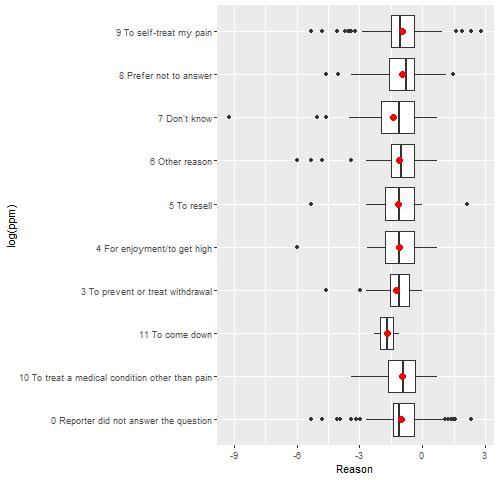 9 To self-treat my pain
8 Prefer not to answer
7 Don't know
6 Other reason
5 To resell
4 For enjoyment/to get high
3 To prevent or treat withdrawal
11 To come down
10 To treat a medical condition other than pain
0 Reporter did not answer the question
log(ppm)
-9 -6 -3 0 3
Reason